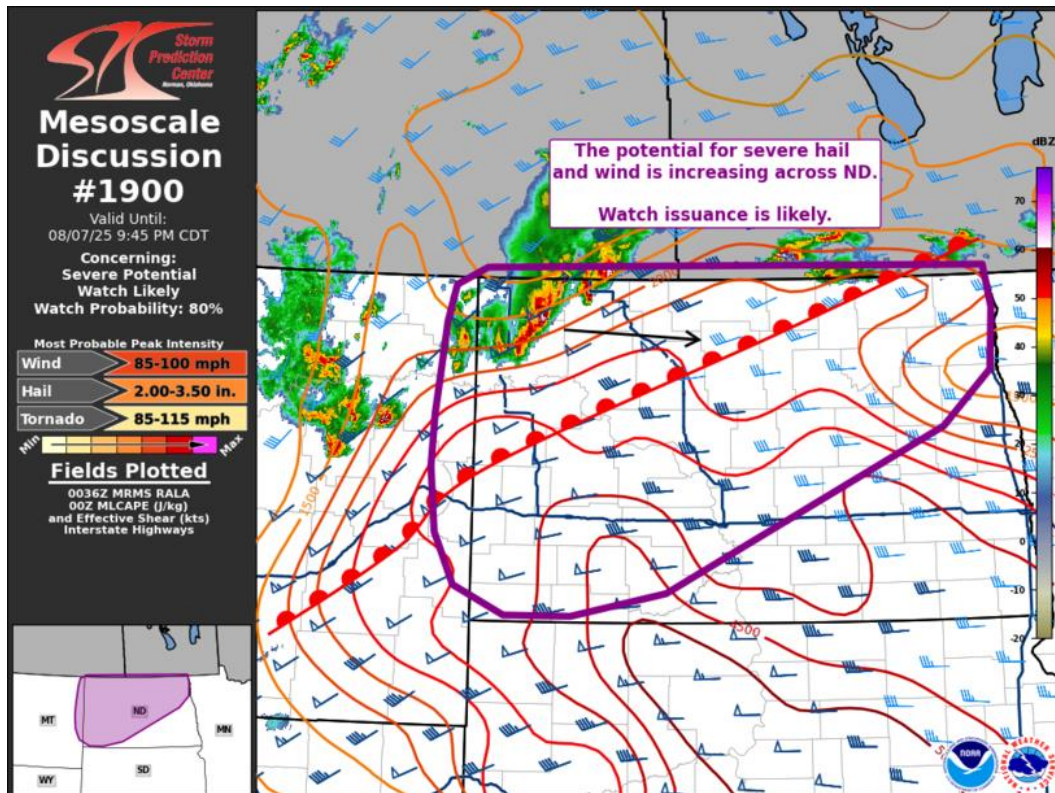 Storm
Prediction
Center
Norman, Oklahoma
Mesoscale
Discussion
#1900
Valid Until:
08/07/25 9:45 PM CDT
Concerning:
Severe Potential
Watch Likely
Watch Probability: 80%
Most Probable Peak Intensity
Wind 85-100 mph
Hail 2.00-3.50 in.
Tornado 85-115 mph
Min Max
Fields Plotted
0036Z MRMS RALA
00Z MLCAPE (J/kg)
and Effective Shear (kts)
Interstate Highways
MT
ND
MN
WY
SD
The potential for severe hail
and wind is increasing across ND.
Watch issuance is likely.
dBZ
70
60
50
40
30
20
10
0
-10
-20
1500
4500
NOAA